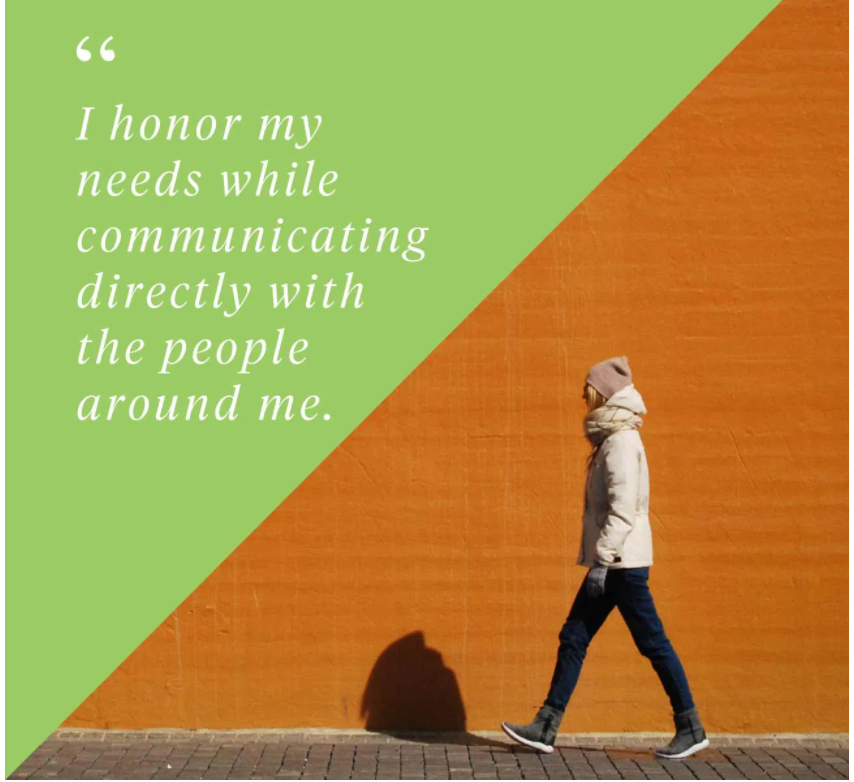 “
I honor my
needs while
communicating
directly with
the people
around me.